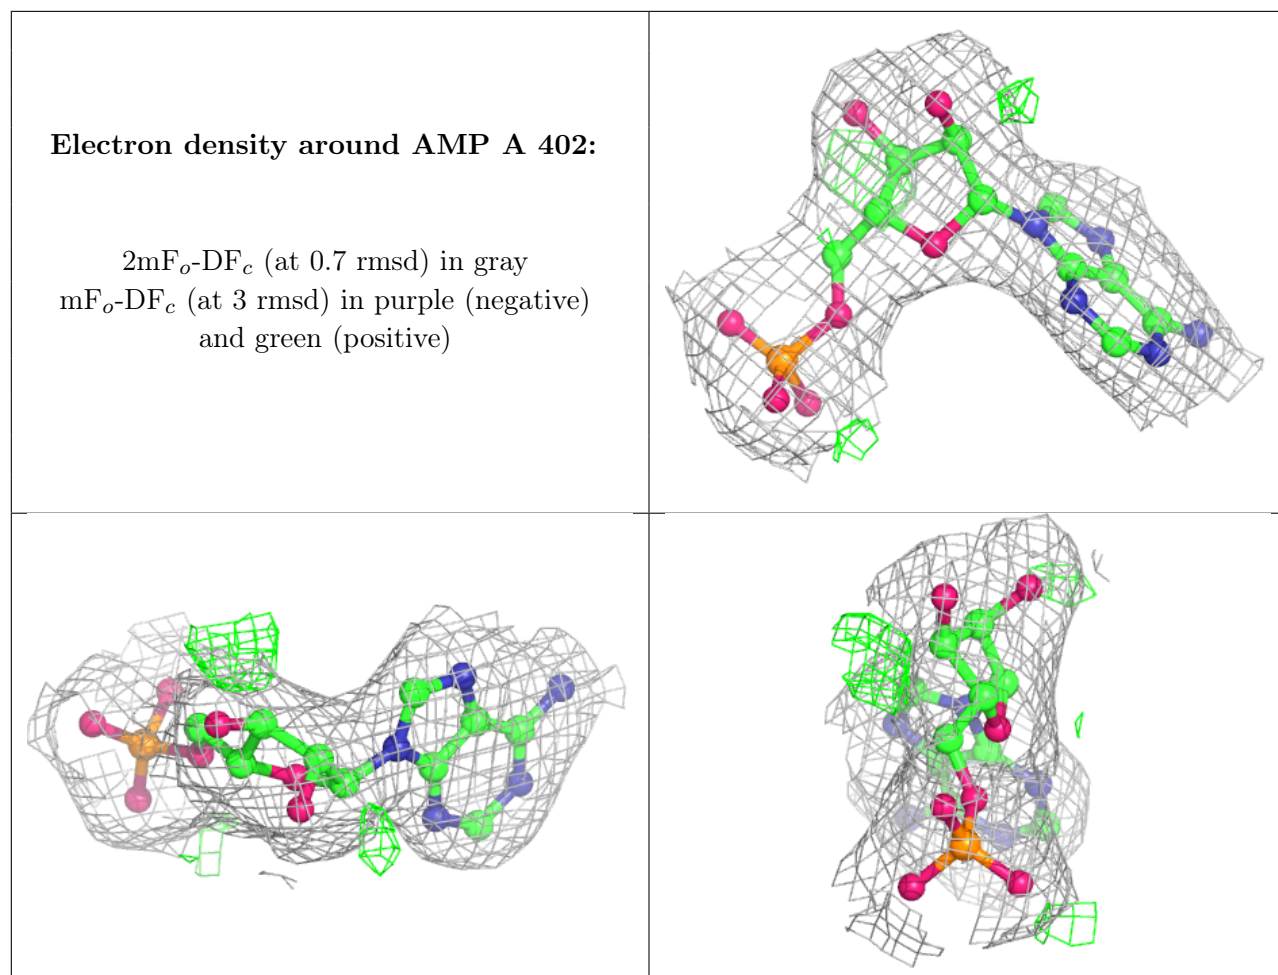 Electron density around AMP A 402:
2mFo-DFc (at 0.7 rmsd) in gray
mFo-DFc (at 3 rmsd) in purple (negative)
and green (positive)